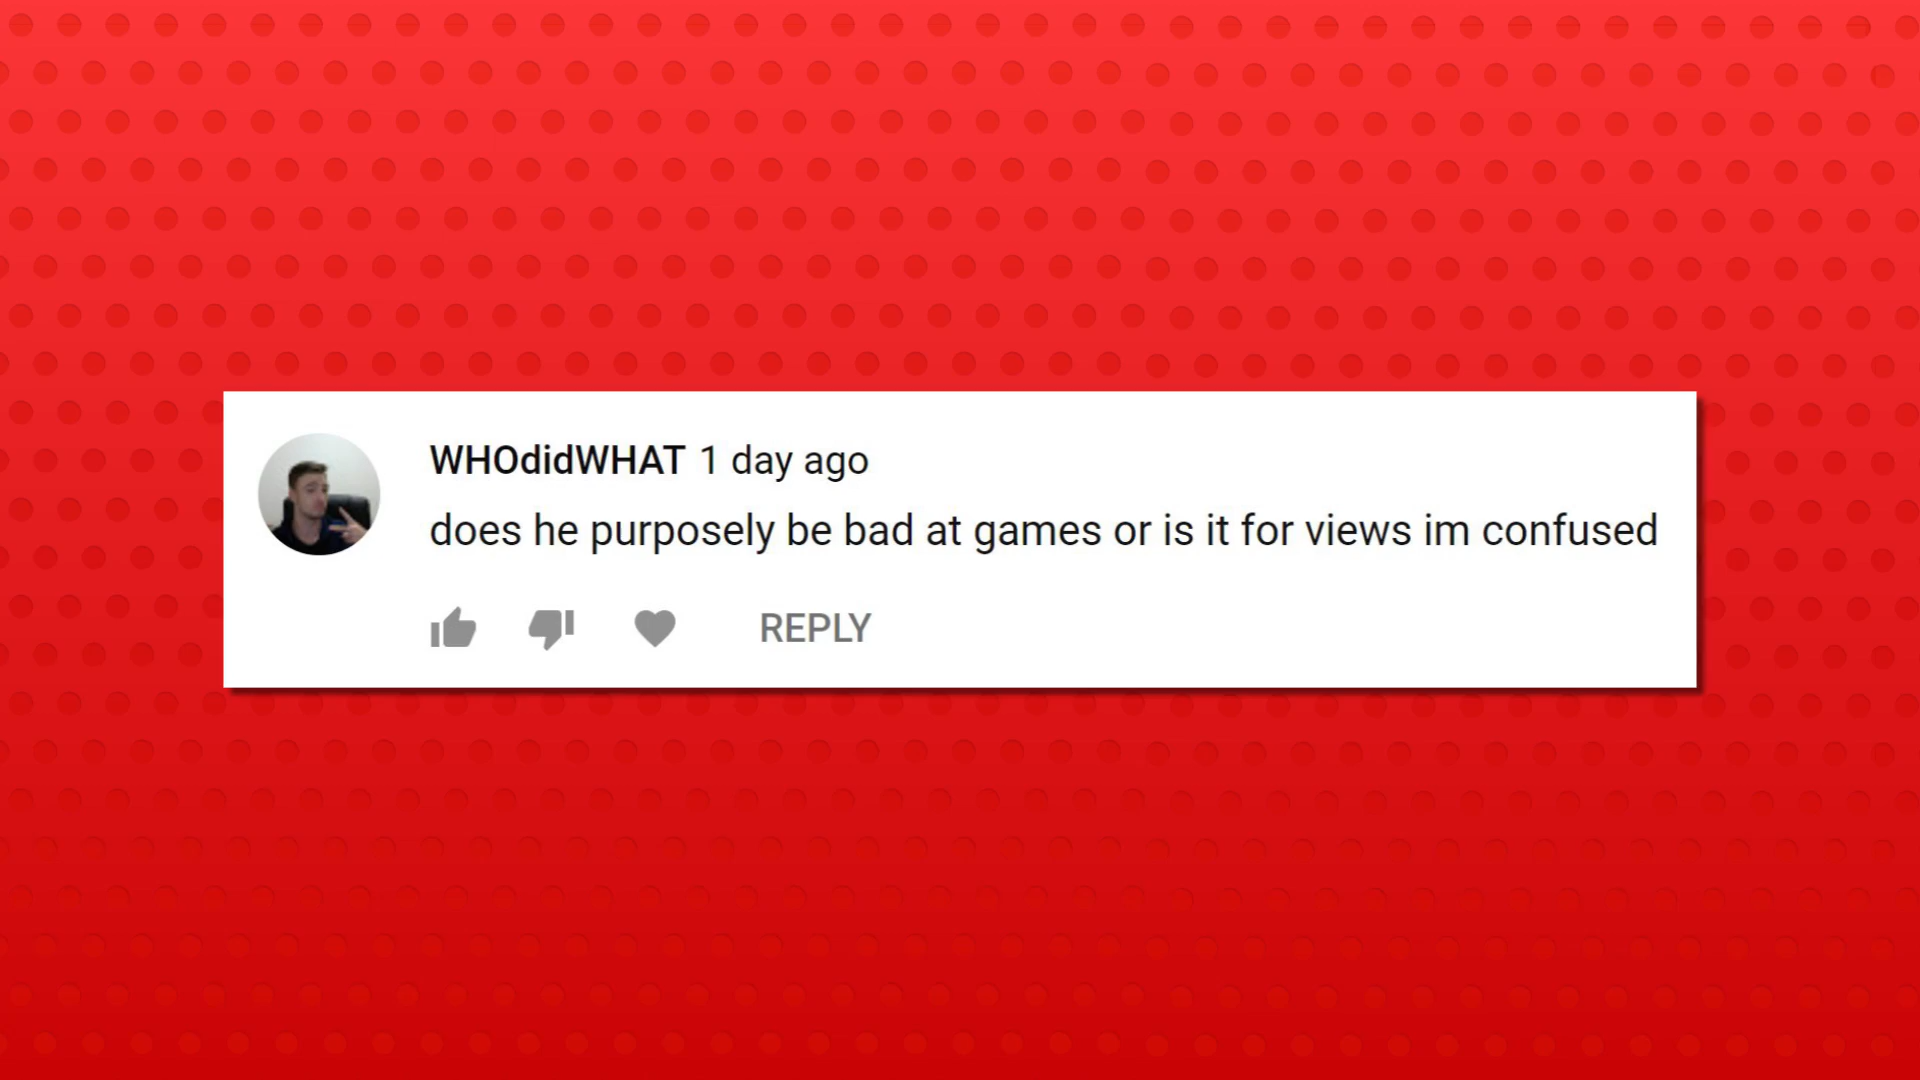 WHOdidWHAT 1 day ago
does he purposely be bad at games or is it for views im confused
REPLY